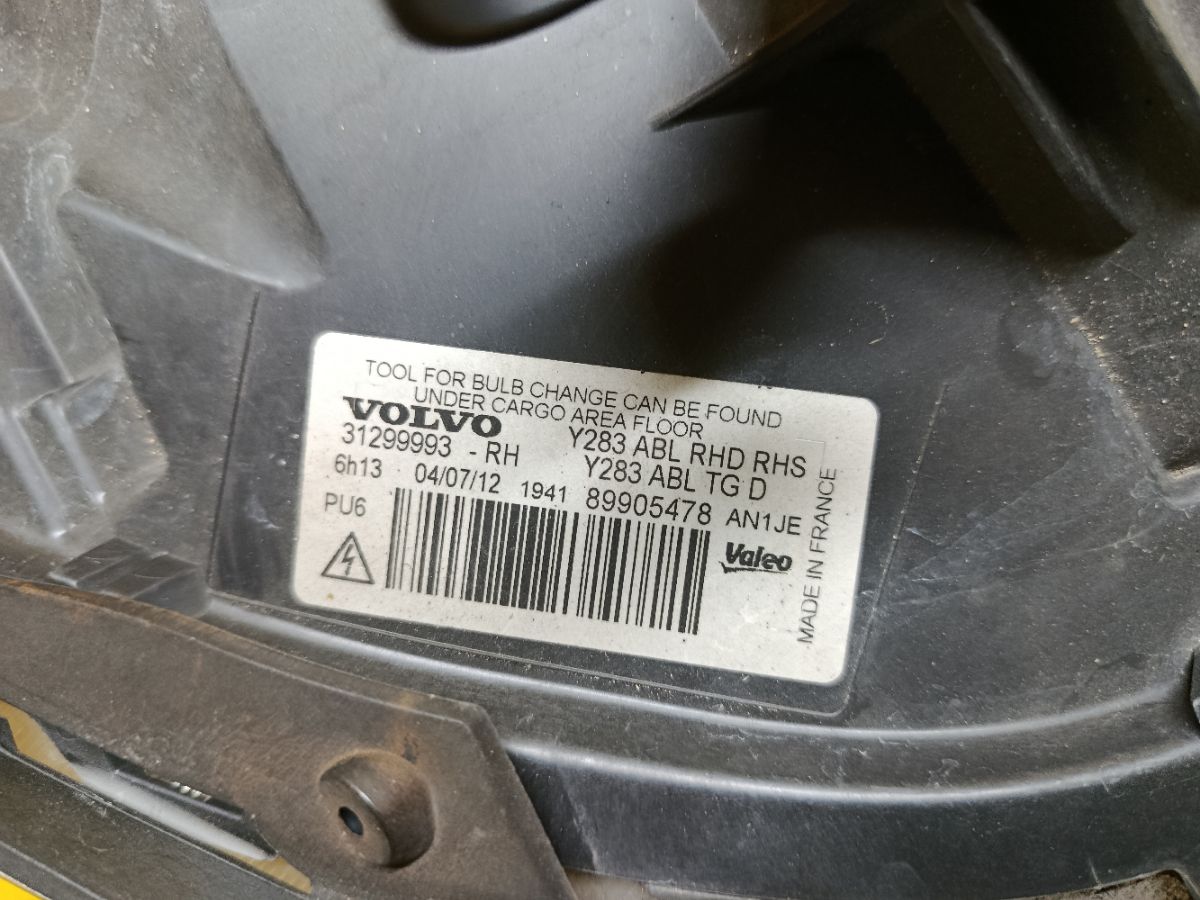 TOOL FOR BULB CHANGE CAN BE FOUND
UNDER CARGO AREA FLOOR
VOLVO
31299993 - RH
Y283 ABL RHD RHS
6h13 04/07/12 1941
Y283 ABL TG D
PU6
89905478 AN1JE
Valeo
MADE IN FRANCE